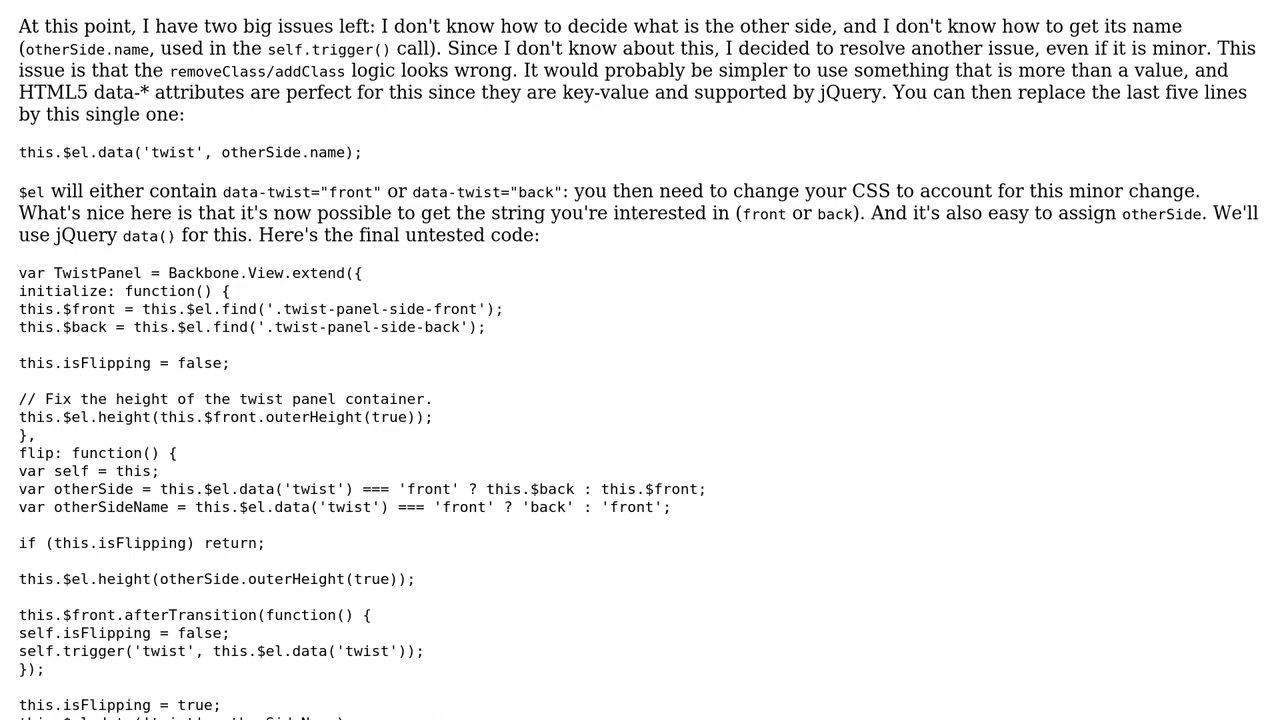 At this point, I have two big issues left: I don't know how to decide what is the other side, and I don't know how to get its name
(otherSide.name, used in the self.trigger() call). Since I don't know about this, I decided to resolve another issue, even if it is minor. This
issue is that the removeClass/addClass logic looks wrong. It would probably be simpler to use something that is more than a value, and
HTML5 data-* attributes are perfect for this since they are key-value and supported by jQuery. You can then replace the last five lines
by this single one:
this.$el.data('twist', otherSide.name);
$el will either contain data-twist="front" or data-twist="back": you then need to change your CSS to account for this minor change.
What's nice here is that it's now possible to get the string you're interested in (front or back). And it's also easy to assign otherSide. We'll
use jQuery data() for this. Here's the final untested code:
var TwistPanel = Backbone.View.extend({
initialize: function() {
this.$front = this.$el.find('.twist-panel-side-front');
this.$back = this.$el.find('.twist-panel-side-back');
this.isFlipping = false;
// Fix the height of the twist panel container.
this.$el.height(this.$front.outerHeight(true));
},
flip: function() {
var self = this;
var otherSide = this.$el.data('twist') === 'front' ? this.$back : this.$front;
var otherSideName = this.$el.data('twist') === 'front' ? 'back' : 'front';
if (this.isFlipping) return;
this.$el.height(otherSide.outerHeight(true));
this.$front.afterTransition(function() {
self.isFlipping = false;
self.trigger('twist', this.$el.data('twist'));
});
this.isFlipping = true;